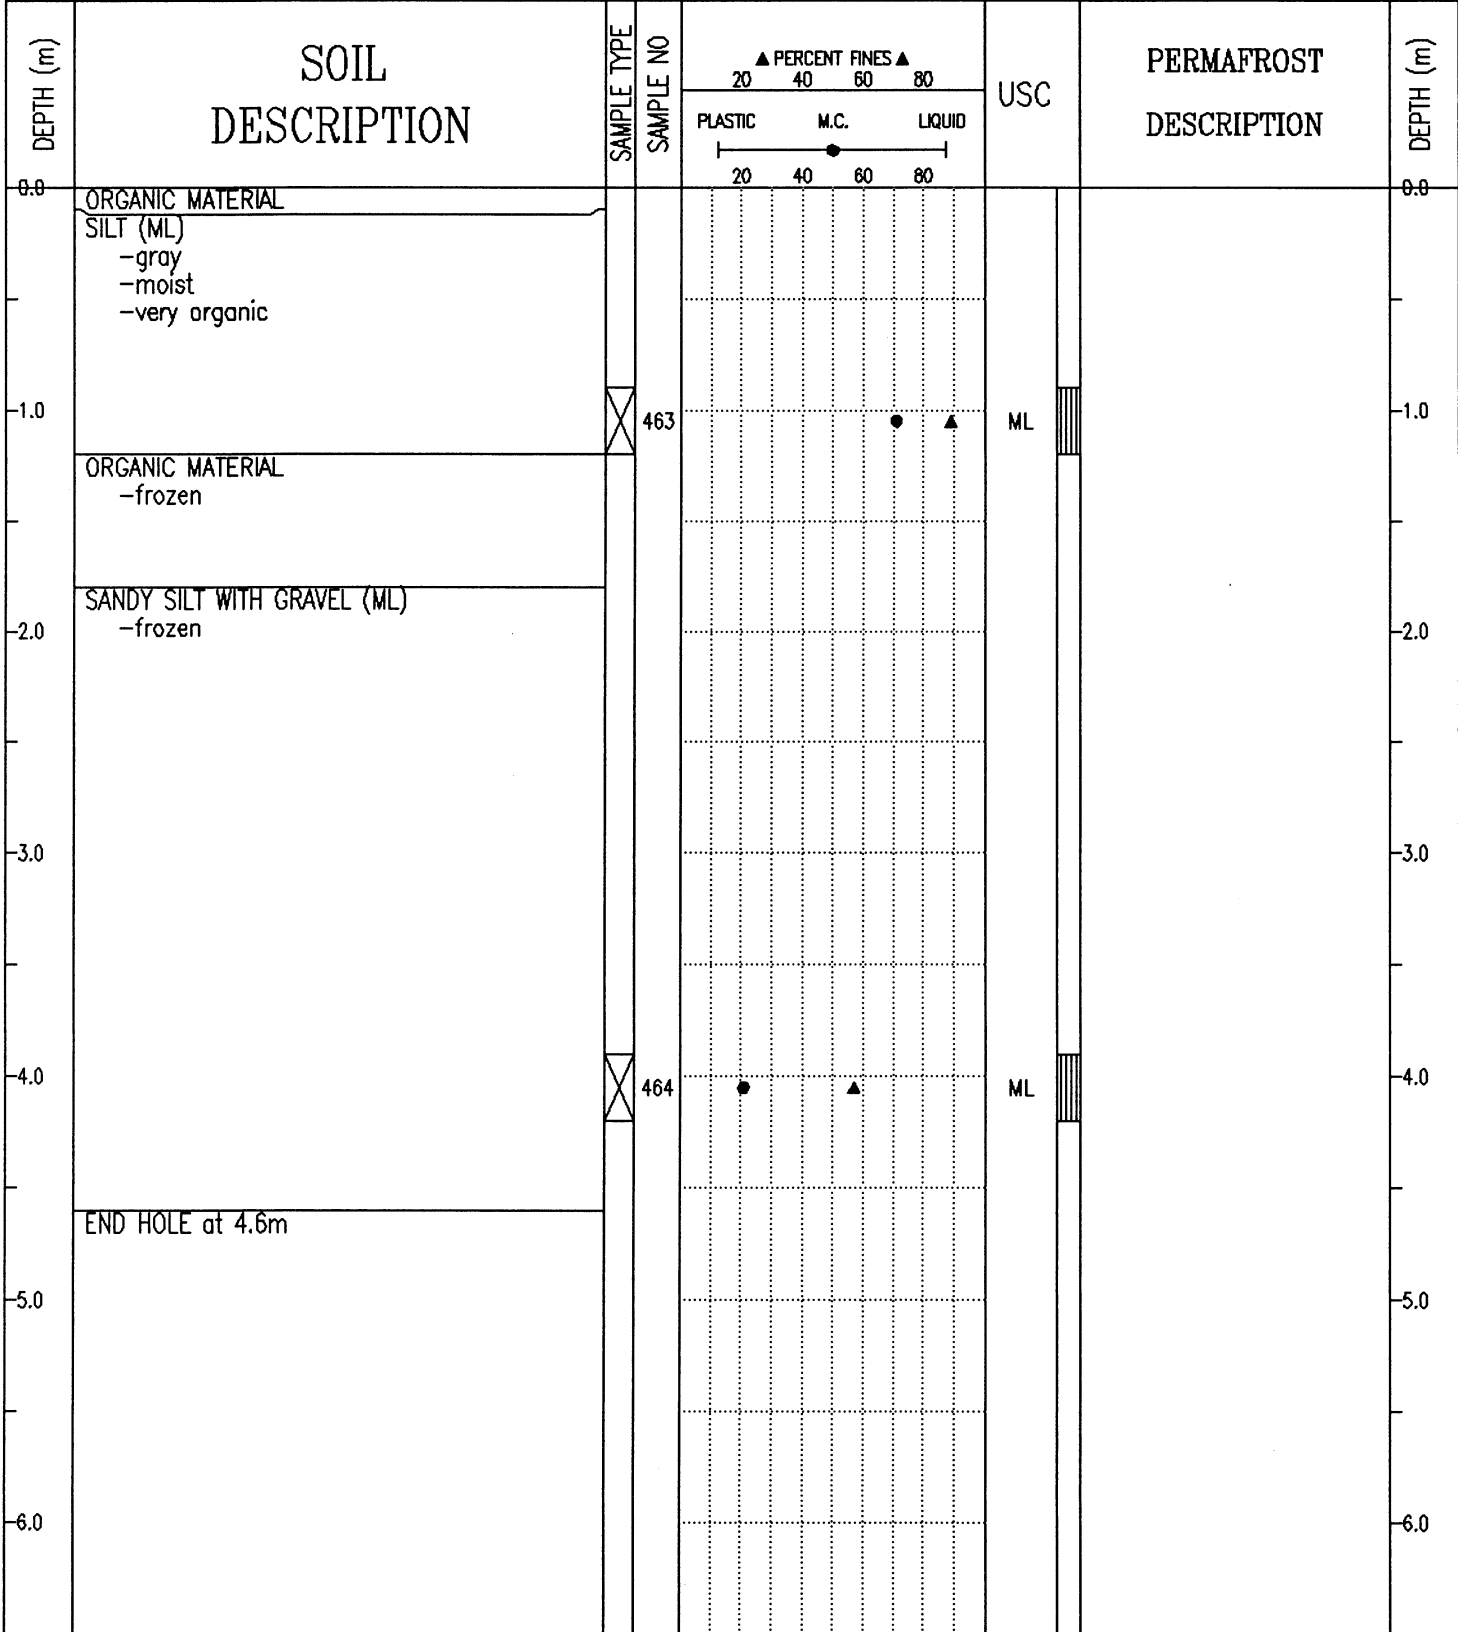 DEPTH (m)
SOIL
DESCRIPTION
SAMPLE TYPE
SAMPLE NO
▲ PERCENT FINES ▲
20 40 60 80
PLASTIC M.C. LIQUID
20 40 60 80
USC
PERMAFROST
DESCRIPTION
DEPTH (m)
0.0 0.0
ORGANIC MATERIAL
SILT (ML)
-gray
-moist
-very organic
1.0 463 ML 1.0
ORGANIC MATERIAL
-frozen
SANDY SILT WITH GRAVEL (ML)
-frozen
2.0 2.0
3.0 3.0
4.0 464 ML 4.0
END HOLE at 4.6m
5.0 5.0
6.0 6.0